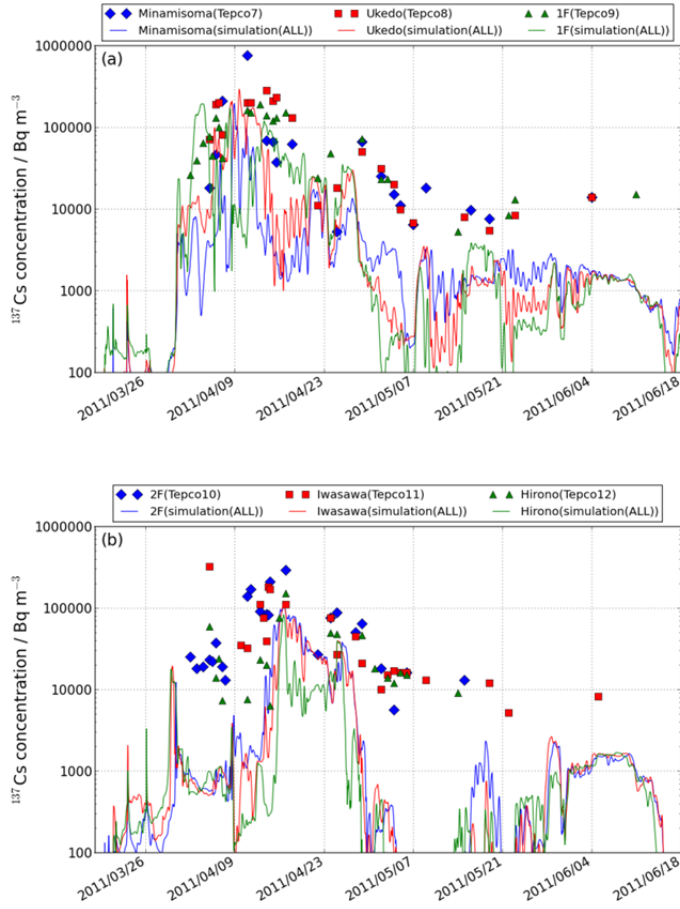 Minamisoma(Tepco7) Ukedo(Tepco8) 1F(Tepco9)
Minamisoma(simulation(ALL)) Ukedo(simulation(ALL)) 1F(simulation(ALL))
(a)
1000000
100000
10000
1000
100
¹³⁷Cs concentration / Bq m⁻³
2011/03/26 2011/04/09 2011/04/23 2011/05/07 2011/05/21 2011/06/04 2011/06/18
2F(Tepco10) Iwasawa(Tepco11) Hirono(Tepco12)
2F(simulation(ALL)) Iwasawa(simulation(ALL)) Hirono(simulation(ALL))
(b)
1000000
100000
10000
1000
100
¹³⁷Cs concentration / Bq m⁻³
2011/03/26 2011/04/09 2011/04/23 2011/05/07 2011/05/21 2011/06/04 2011/06/18